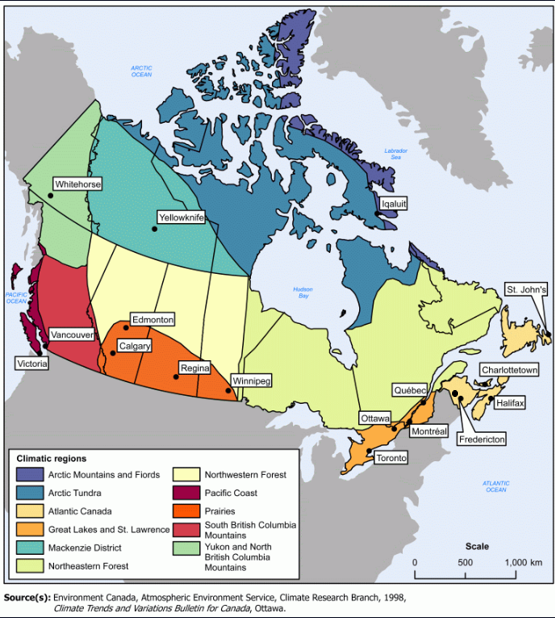 ARCTIC
OCEAN
Labrador
Sea
Whitehorse
Iqaluit
Yellowknife
Hudson
Bay
PACIFIC
OCEAN
St. John's
Edmonton
Vancouver
Calgary
Victoria
Regina
Winnipeg
Charlottetown
Québec
Halifax
Ottawa
Montréal
Fredericton
Toronto
ATLANTIC
OCEAN
Climatic regions
Arctic Mountains and Fiords
Arctic Tundra
Atlantic Canada
Great Lakes and St. Lawrence
Mackenzie District
Northeastern Forest
Northwestern Forest
Pacific Coast
Prairies
South British Columbia
Mountains
Yukon and North
British Columbia
Mountains
Scale
0 500 1,000 km
Source(s): Environment Canada, Atmospheric Environment Service, Climate Research Branch, 1998,
Climate Trends and Variations Bulletin for Canada, Ottawa.